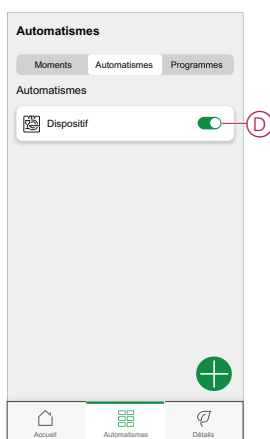 Automatismes
Moments Automatismes Programmes
Automatismes
Dispositif
D
Accueil Automatismes Détails